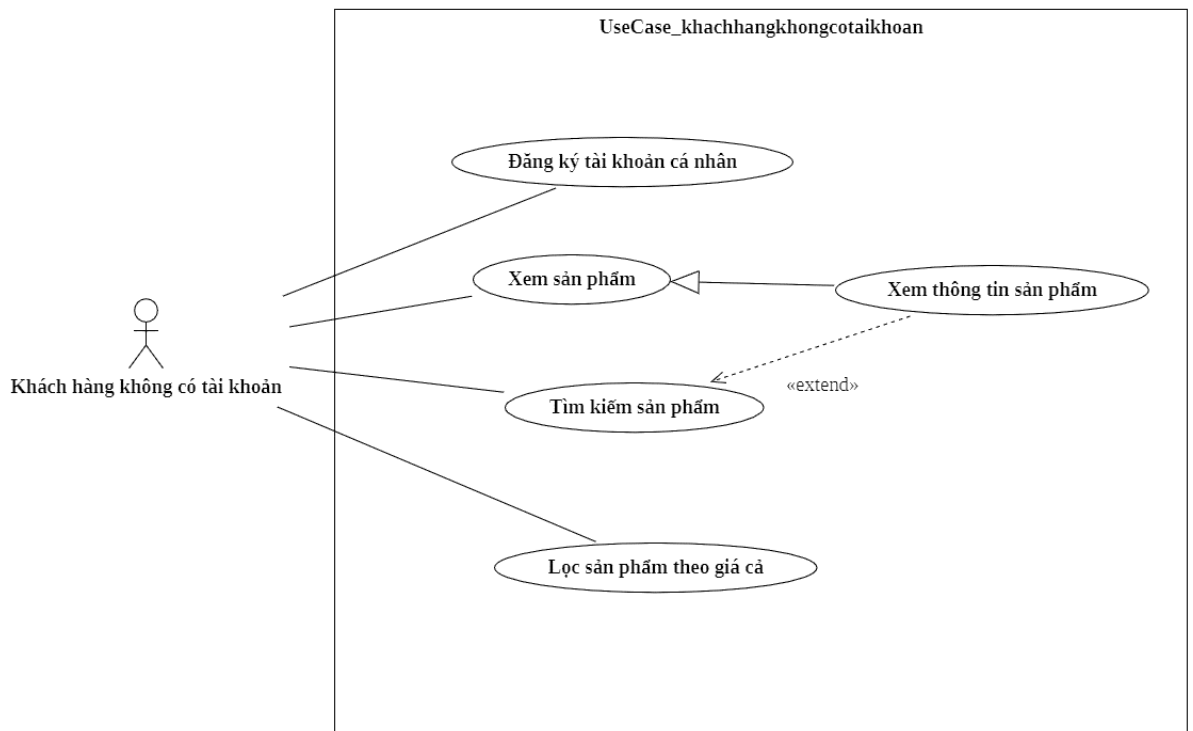 UseCase_khachhangkhongcotaikhoan
Đăng ký tài khoản cá nhân
Xem sản phẩm
Xem thông tin sản phẩm
Khách hàng không có tài khoản
«extend»
Tìm kiếm sản phẩm
Lọc sản phẩm theo giá cả